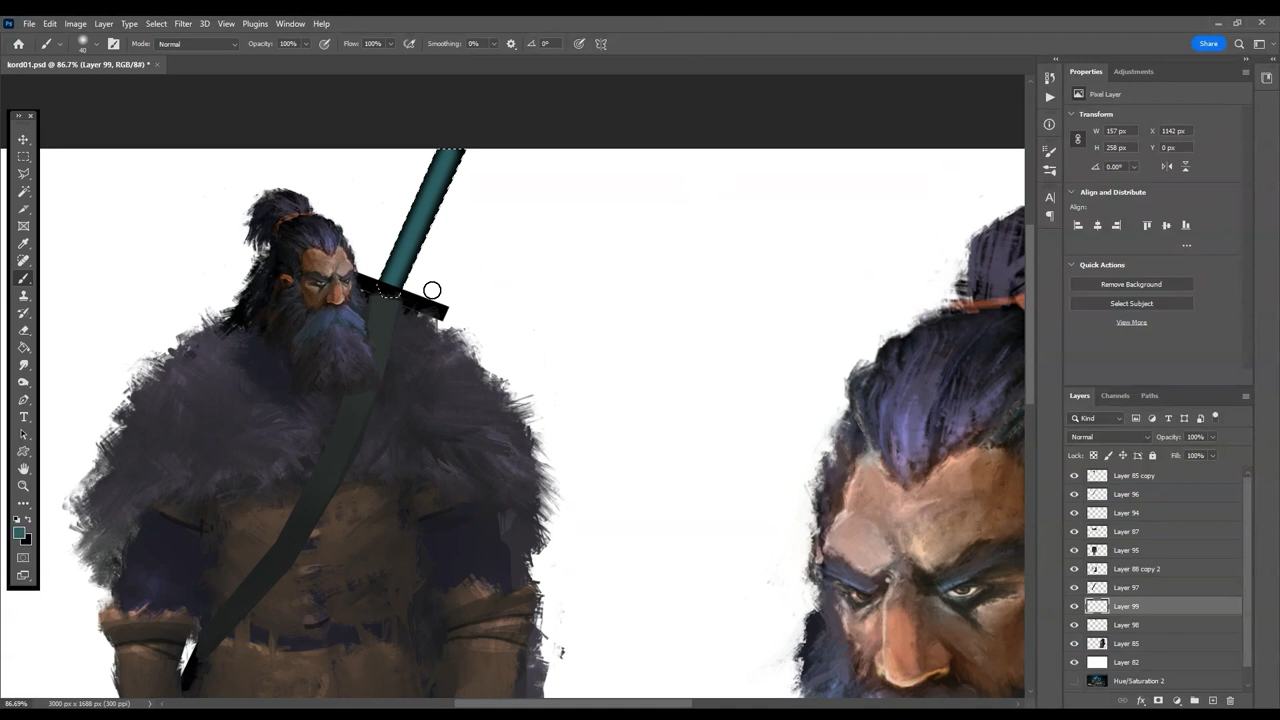 Ps File Edit Image Layer Type Select Filter 3D View Plugins Window Help
40 Mode: Normal Opacity: 100% Flow: 100% Smoothing: 0% 0° Share
kord01.psd @ 86.7% (Layer 99, RGB/8#) * ×
Properties Adjustments
Pixel Layer
Transform
W 157 px X 1142 px
H 258 px Y 0 px
0.00°
Align and Distribute
Align:
Quick Actions
Remove Background
Select Subject
View More
Layers Channels Paths
Kind
Normal Opacity: 100%
Lock: Fill: 100%
Layer 85 copy
Layer 96
Layer 94
Layer 87
Layer 95
Layer 88 copy 2
Layer 97
Layer 99
Layer 98
Layer 85
Layer 82
Hue/Saturation 2
86.69% 3000 px x 1688 px (300 ppi)